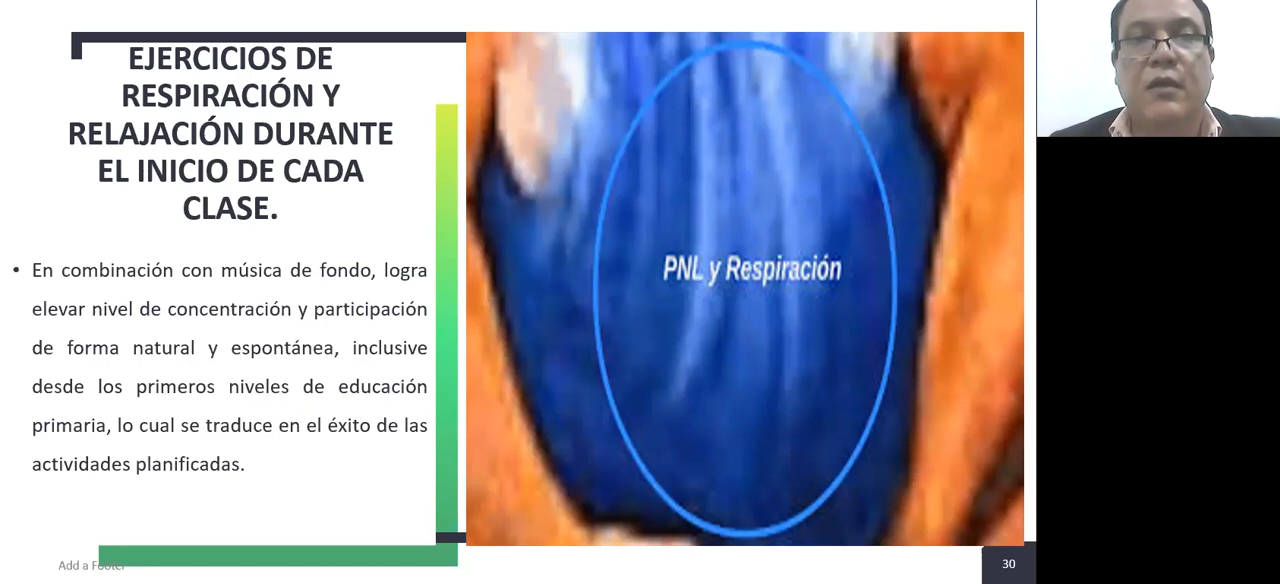 EJERCICIOS DE
RESPIRACIÓN Y
RELAJACIÓN DURANTE
EL INICIO DE CADA
CLASE.
• En combinación con música de fondo, logra
elevar nivel de concentración y participación
de forma natural y espontánea, inclusive
desde los primeros niveles de educación
primaria, lo cual se traduce en el éxito de las
actividades planificadas.
PNL y Respiración
Add a Footer
30